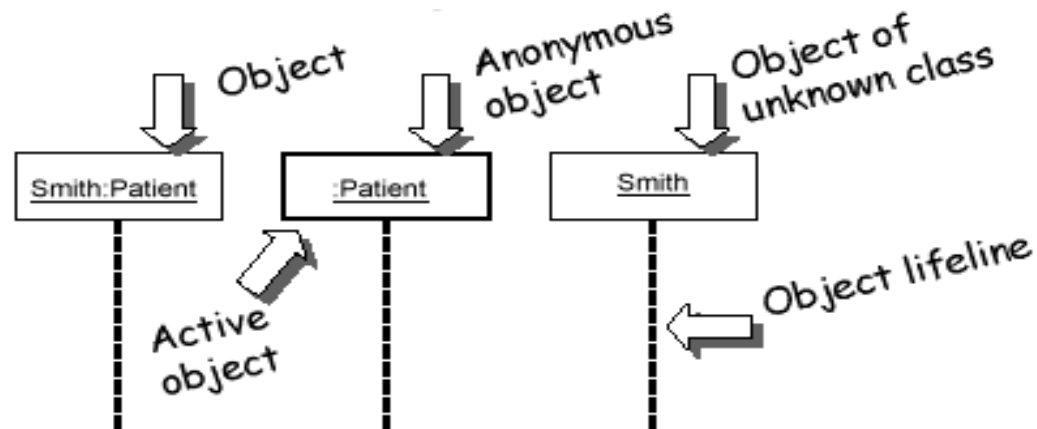 Object
Anonymous
object
Object of
unknown class
Smith:Patient
:Patient
Smith
Active
object
Object lifeline